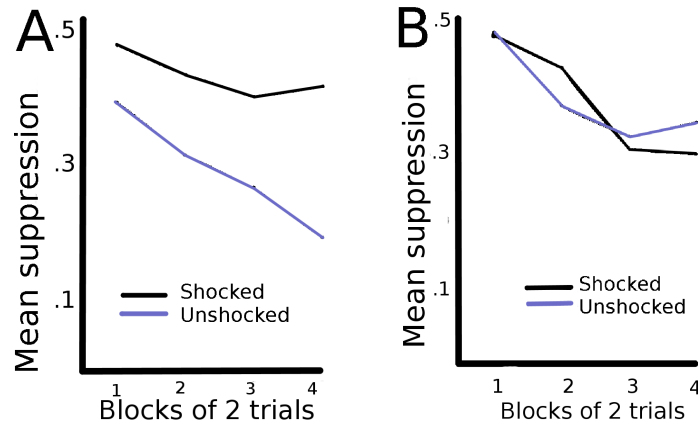 A
.5
.3
.1
Mean suppression
Shocked
Unshocked
1 2 3 4
Blocks of 2 trials
B
.5
.3
.1
Mean suppression
Shocked
Unshocked
1 2 3 4
Blocks of 2 trials